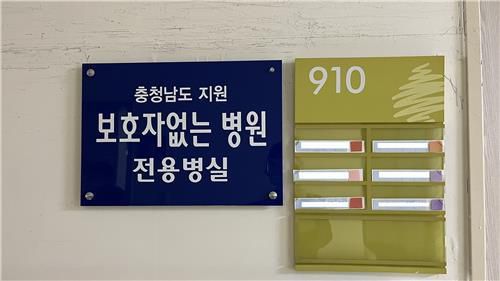 충청남도 지원
보호자없는 병원
전용병실
910